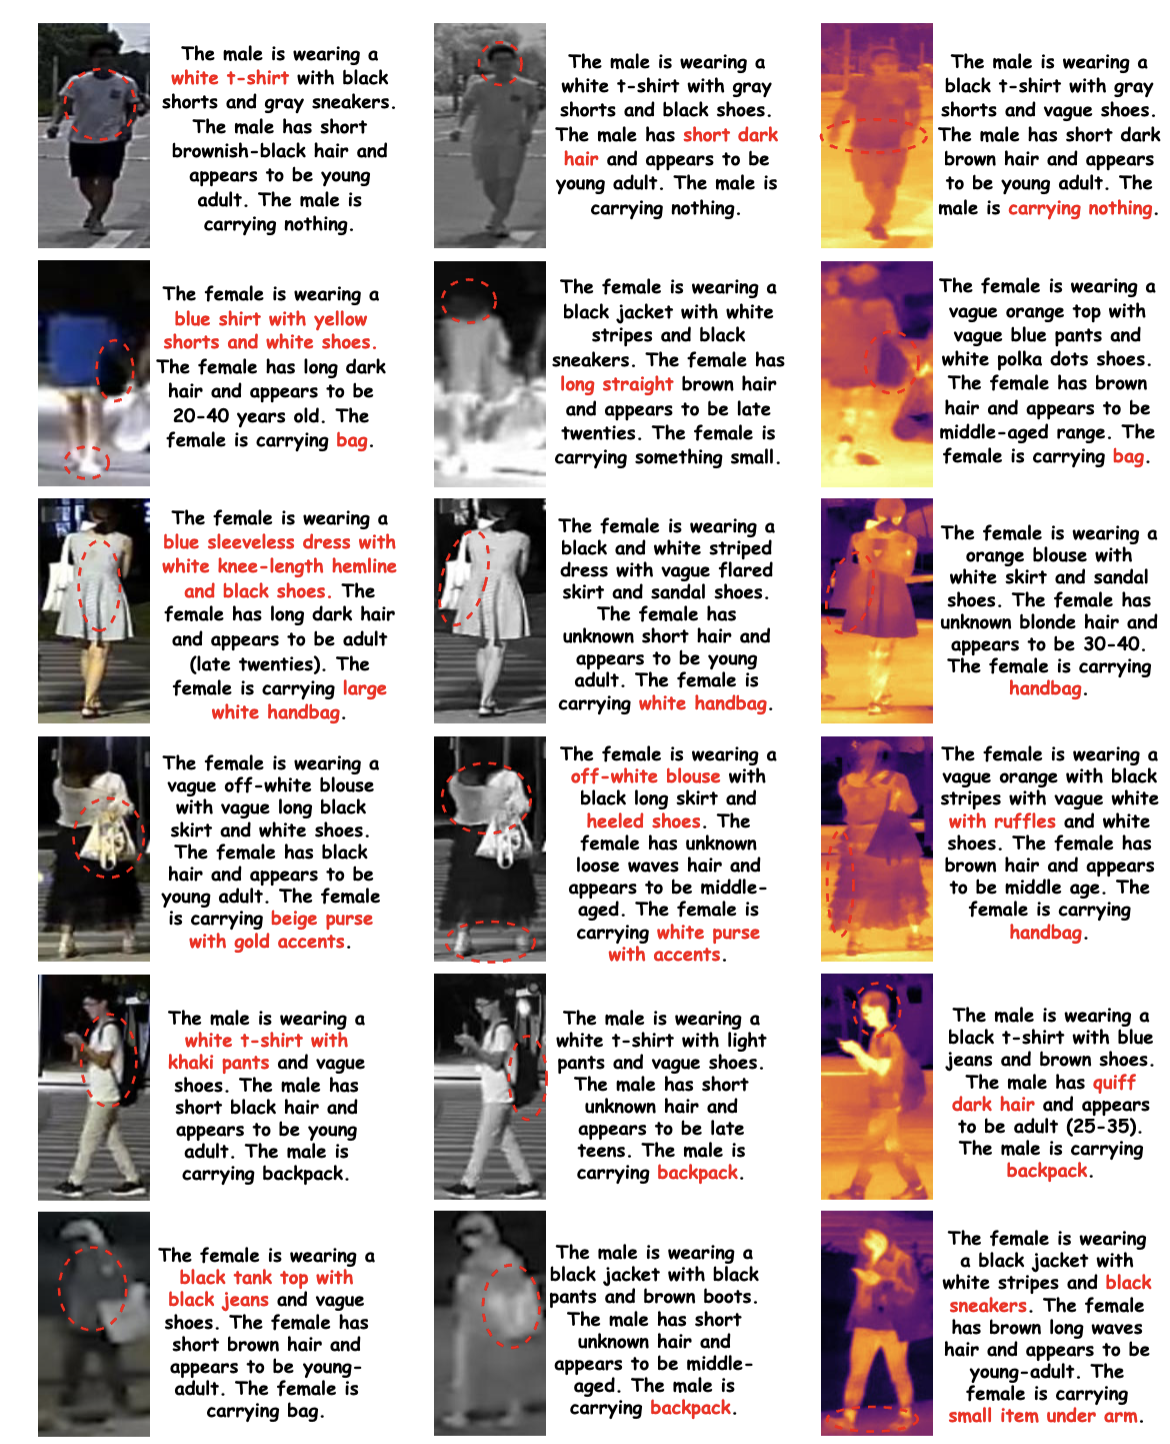 The male is wearing a
white t-shirt with black
shorts and gray sneakers.
The male has short
brownish-black hair and
appears to be young
adult. The male is
carrying nothing.
The male is wearing a
white t-shirt with gray
shorts and black shoes.
The male has short dark
hair and appears to be
young adult. The male is
carrying nothing.
The male is wearing a
black t-shirt with gray
shorts and vague shoes.
The male has short dark
brown hair and appears
to be young adult. The
male is carrying nothing.
The female is wearing a
blue shirt with yellow
shorts and white shoes.
The female has long dark
hair and appears to be
20-40 years old. The
female is carrying bag.
The female is wearing a
black jacket with white
stripes and black
sneakers. The female has
long straight brown hair
and appears to be late
twenties. The female is
carrying something small.
The female is wearing a
vague orange top with
vague blue pants and
white polka dots shoes.
The female has brown
hair and appears to be
middle-aged range. The
female is carrying bag.
The female is wearing a
blue sleeveless dress with
white knee-length hemline
and black shoes. The
female has long dark hair
and appears to be adult
(late twenties). The
female is carrying large
white handbag.
The female is wearing a
black and white striped
dress with vague flared
skirt and sandal shoes.
The female has
unknown short hair and
appears to be young
adult. The female is
carrying white handbag.
The female is wearing a
orange blouse with
white skirt and sandal
shoes. The female has
unknown blonde hair and
appears to be 30-40.
The female is carrying
handbag.
The female is wearing a
vague off-white blouse
with vague long black
skirt and white shoes.
The female has black
hair and appears to be
young adult. The female
is carrying beige purse
with gold accents.
The female is wearing a
off-white blouse with
black long skirt and
heeled shoes. The
female has unknown
loose waves hair and
appears to be middle-
aged. The female is
carrying white purse
with accents.
The female is wearing a
vague orange with black
stripes with vague white
with ruffles and white
shoes. The female has
brown hair and appears
to be middle age. The
female is carrying
handbag.
The male is wearing a
white t-shirt with
khaki pants and vague
shoes. The male has
short black hair and
appears to be young
adult. The male is
carrying backpack.
The male is wearing a
white t-shirt with light
pants and vague shoes.
The male has short
unknown hair and
appears to be late
teens. The male is
carrying backpack.
The male is wearing a
black t-shirt with blue
jeans and brown shoes.
The male has quiff
dark hair and appears
to be adult (25-35).
The male is carrying
backpack.
The female is wearing a
black tank top with
black jeans and vague
shoes. The female has
short brown hair and
appears to be young-
adult. The female is
carrying bag.
The male is wearing a
black jacket with black
pants and brown boots.
The male has short
unknown hair and
appears to be middle-
aged. The male is
carrying backpack.
The female is wearing
a black jacket with
white stripes and black
sneakers. The female
has brown long waves
hair and appears to be
young-adult. The
female is carrying
small item under arm.